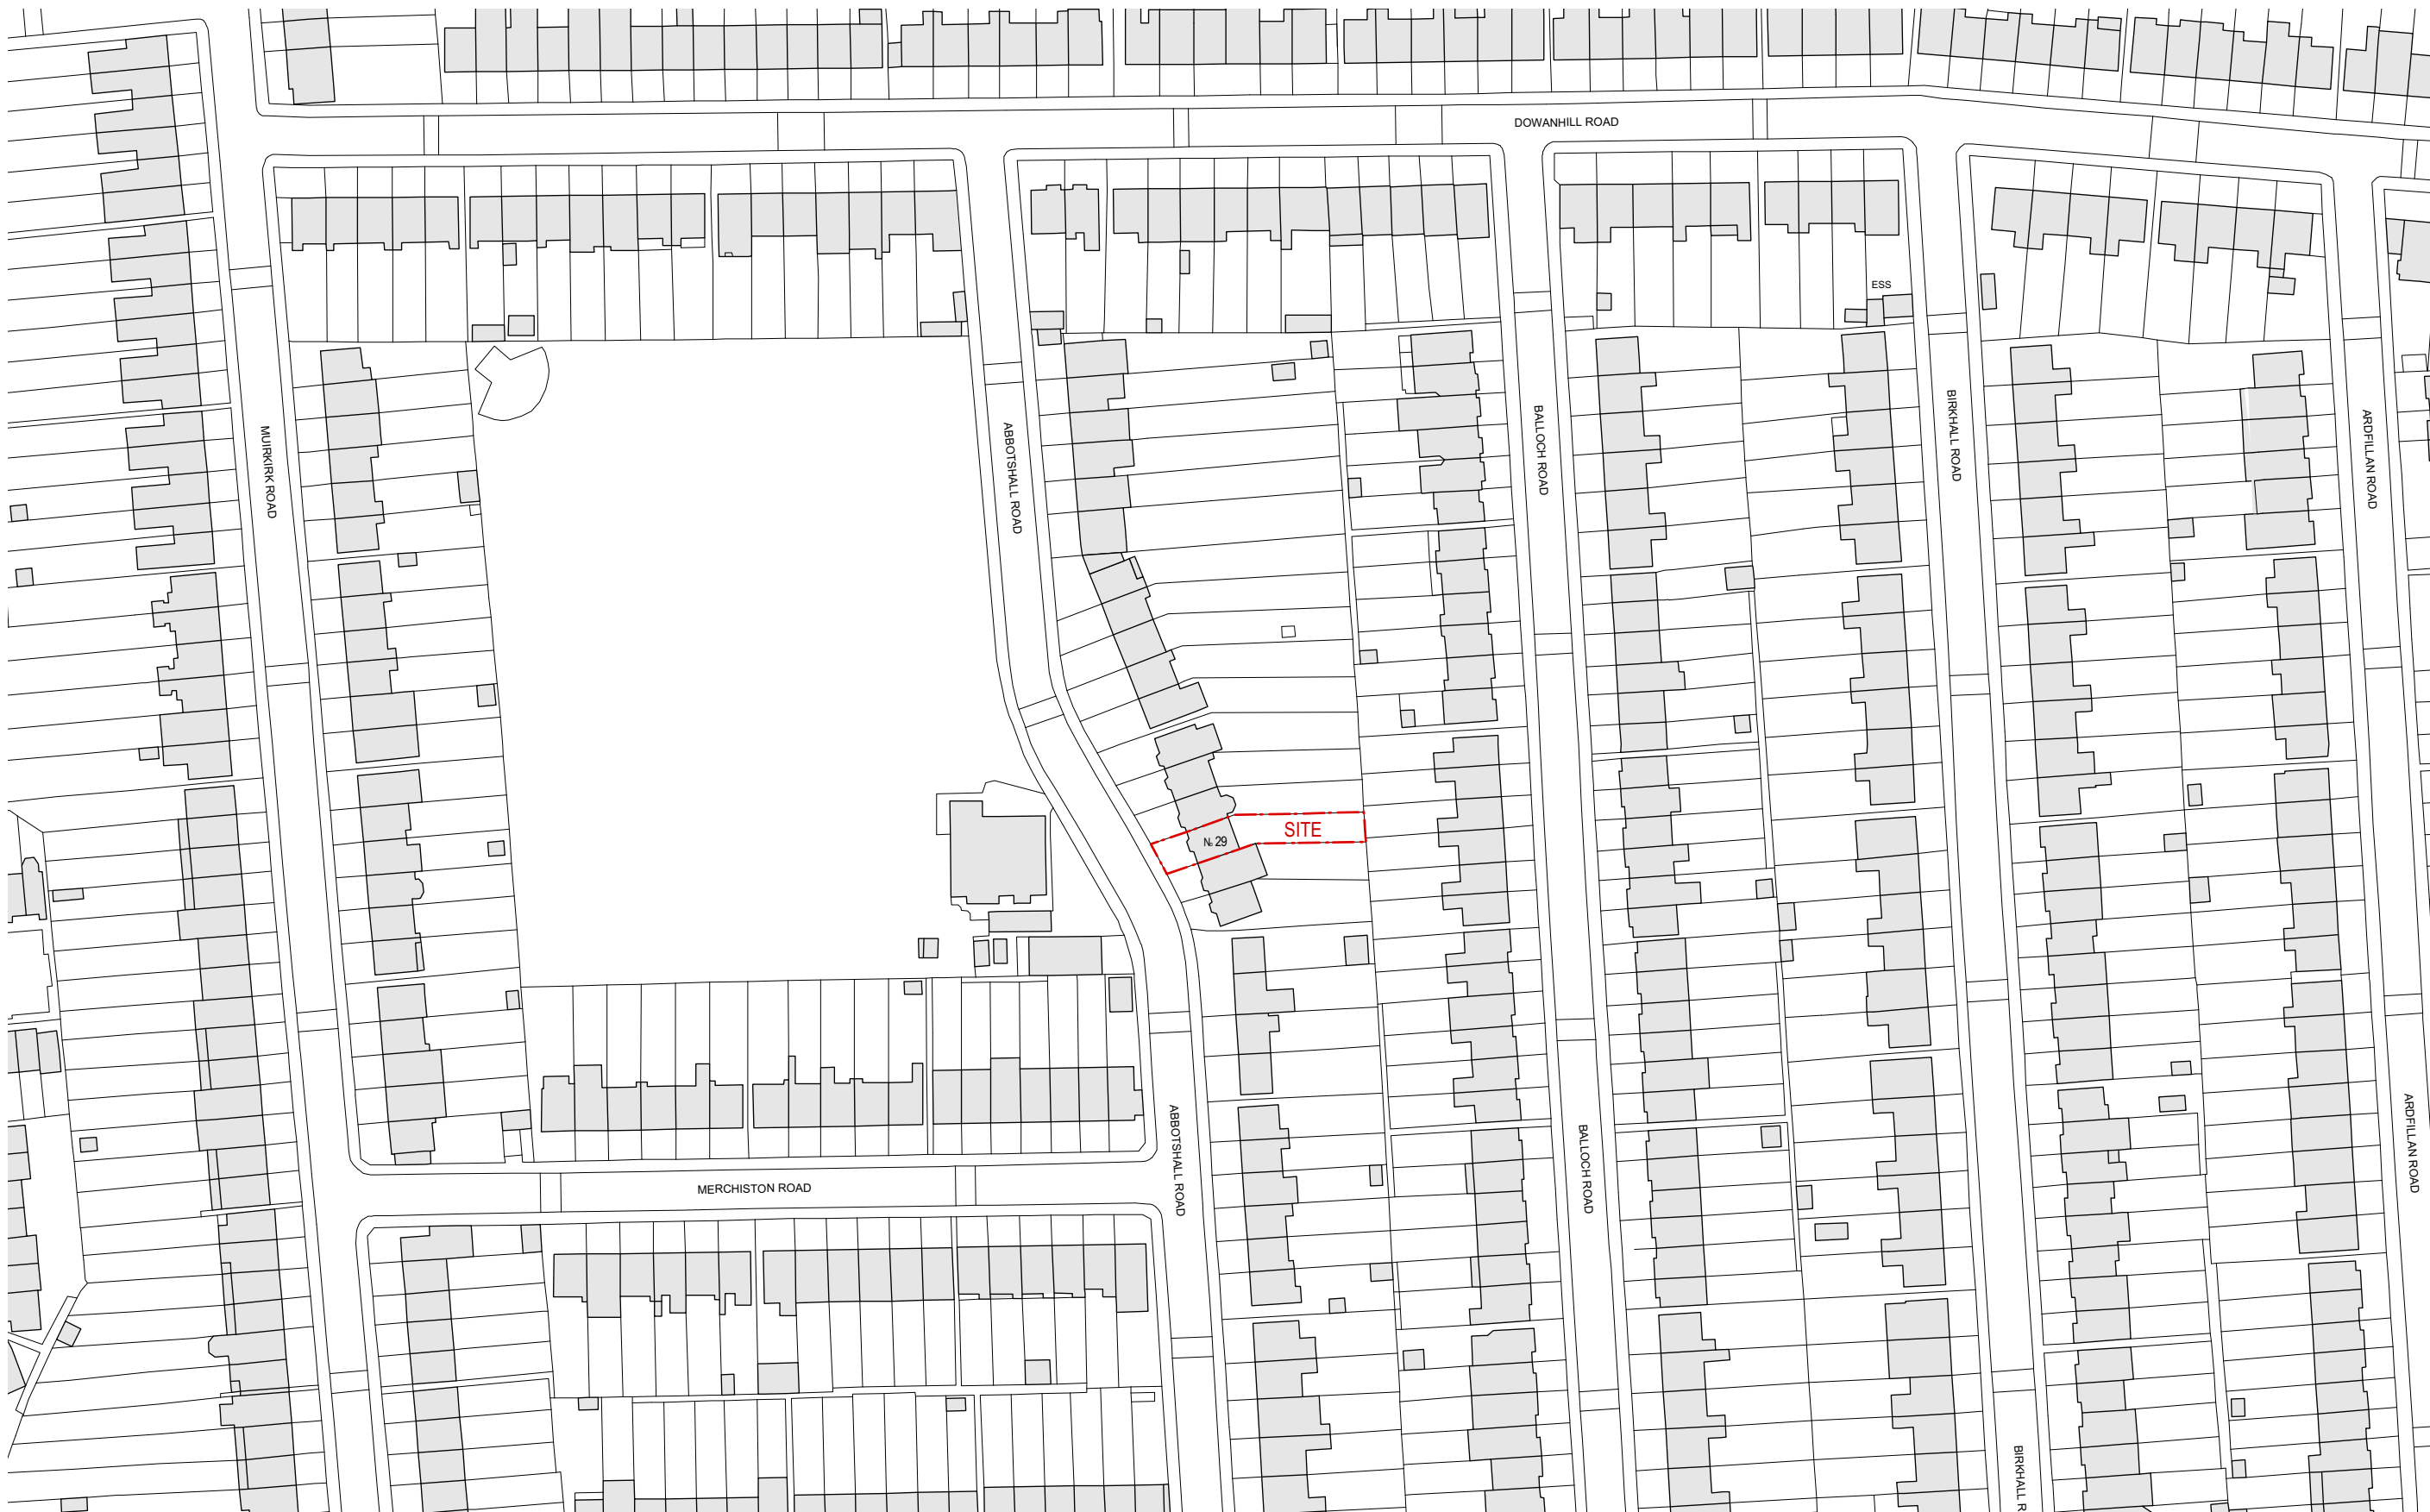 DOWANHILL ROAD
ESS
MUIRKIRK ROAD
ABBOTSHALL ROAD
BALLOCH ROAD
BIRKHALL ROAD
ARDFILLAN ROAD
SITE
№ 29
MERCHISTON ROAD
ABBOTSHALL ROAD
BALLOCH ROAD
ARDFILLAN ROAD
BIRKHALL R